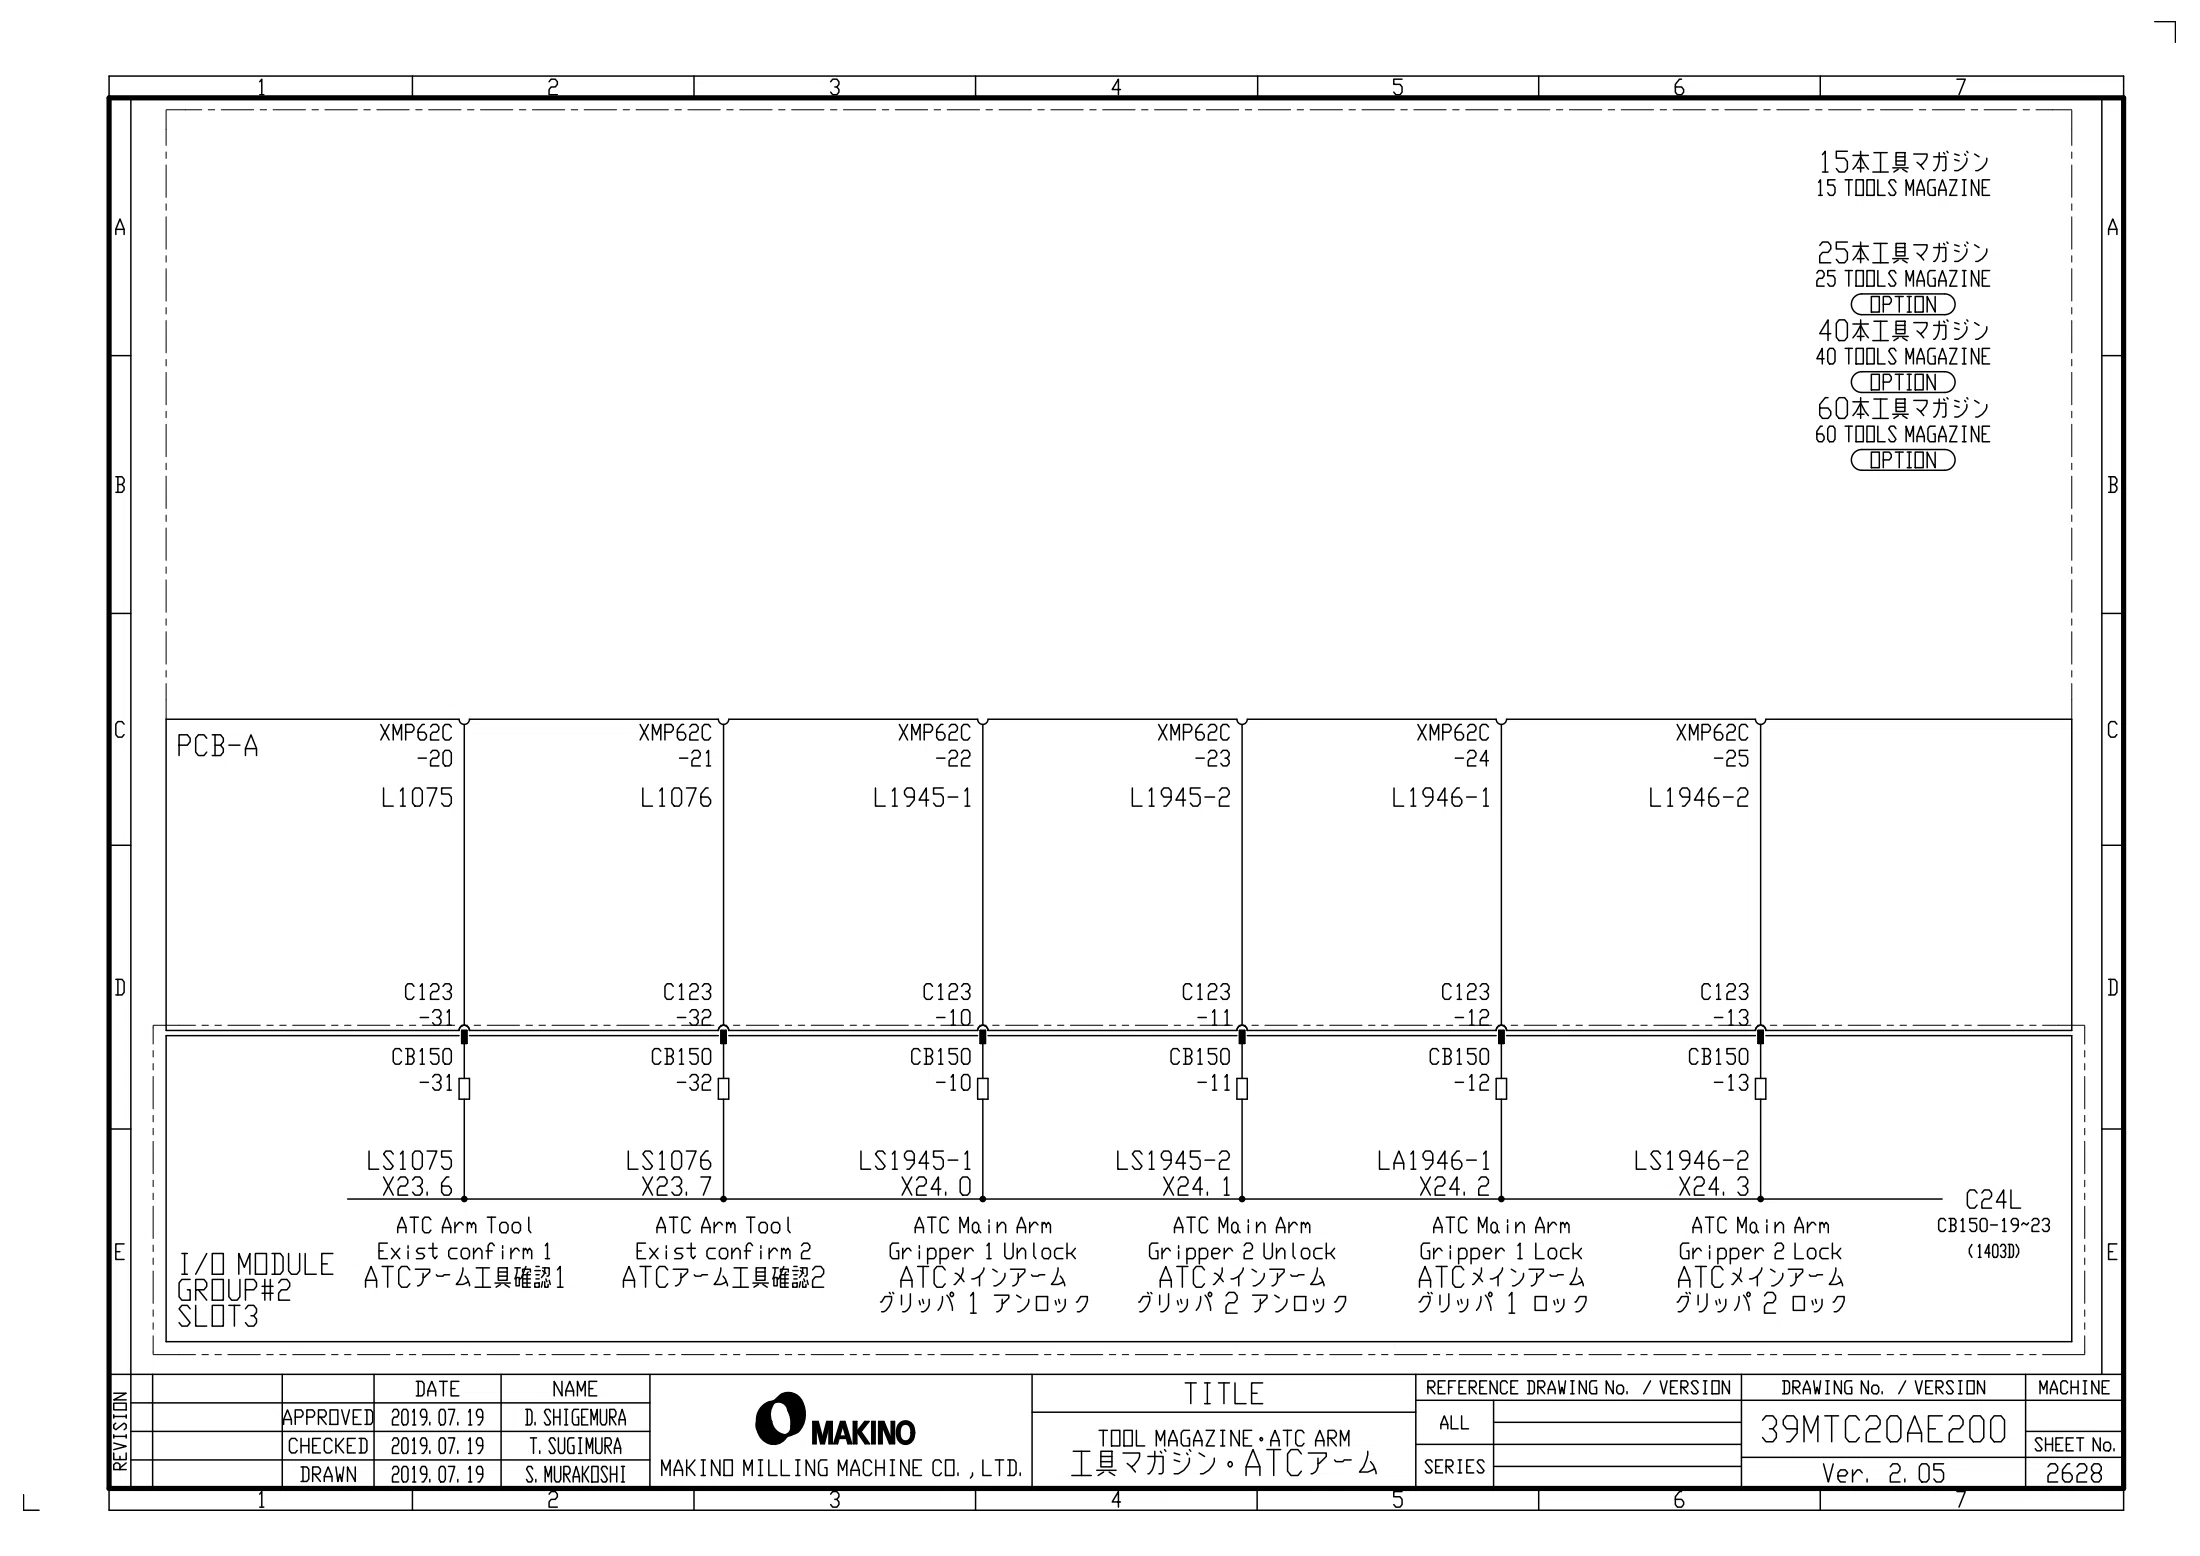 1 2 3 4 5 6 7
A
B
C
D
E
A
B
C
D
E
15本工具マガジン
15 TOOLS MAGAZINE
25本工具マガジン
25 TOOLS MAGAZINE
OPTION
40本工具マガジン
40 TOOLS MAGAZINE
OPTION
60本工具マガジン
60 TOOLS MAGAZINE
OPTION
PCB-A
XMP62C XMP62C XMP62C XMP62C XMP62C XMP62C
-20 -21 -22 -23 -24 -25
L1075 L1076 L1945-1 L1945-2 L1946-1 L1946-2
C123 C123 C123 C123 C123 C123
-31 -32 -10 -11 -12 -13
CB150 CB150 CB150 CB150 CB150 CB150
-31 -32 -10 -11 -12 -13
LS1075 LS1076 LS1945-1 LS1945-2 LA1946-1 LS1946-2
X23.6 X23.7 X24.0 X24.1 X24.2 X24.3
C24L
CB150-19~23
(1403D)
ATC Arm Tool
Exist confirm 1
ATCアーム工具確認1
ATC Arm Tool
Exist confirm 2
ATCアーム工具確認2
ATC Main Arm
Gripper 1 Unlock
ATCメインアーム
グリッパ 1 アンロック
ATC Main Arm
Gripper 2 Unlock
ATCメインアーム
グリッパ 2 アンロック
ATC Main Arm
Gripper 1 Lock
ATCメインアーム
グリッパ 1 ロック
ATC Main Arm
Gripper 2 Lock
ATCメインアーム
グリッパ 2 ロック
I/O MODULE
GROUP#2
SLOT3
REVISION
DATE NAME
APPROVED 2019.07.19 D. SHIGEMURA
CHECKED 2019.07.19 T. SUGIMURA
DRAWN 2019.07.19 S. MURAKOSHI
MAKINO
MAKINO MILLING MACHINE CO.,LTD.
TITLE
TOOL MAGAZINE・ATC ARM
工具マガジン・ATCアーム
REFERENCE DRAWING No. / VERSION
ALL
SERIES
DRAWING No. / VERSION
39MTC20AE200
Ver. 2.05
MACHINE
SHEET No.
2628
1 2 3 4 5 6 7